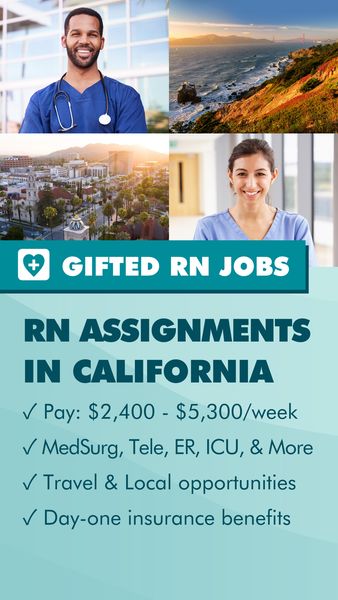 GIFTED RN JOBS
RN ASSIGNMENTS
IN CALIFORNIA
✓ Pay: $2,400 - $5,300/week
✓ MedSurg, Tele, ER, ICU, & More
✓ Travel & Local opportunities
✓ Day-one insurance benefits